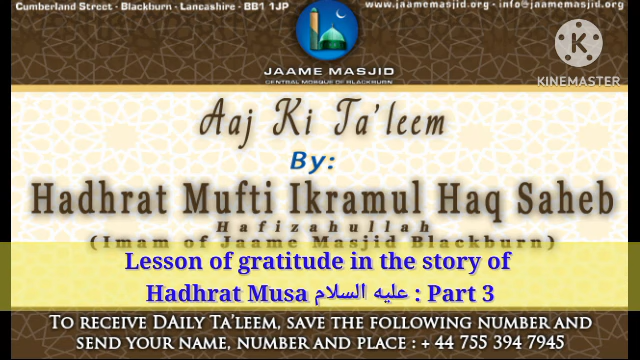 Cumberland Street - Blackburn - Lancashire - BB1 1JP
www.jaamemasjid.org - info@jaamemasjid.org
KINEMASTER
JAAME MASJID
CENTRAL MOSQUE OF BLACKBURN
Aaj Ki Ta'leem
By:
Hadhrat Mufti Ikramul Haq Saheb
Hafizahullah
(Imam of Jaame Masjid Blackburn)
Lesson of gratitude in the story of
Hadhrat Musa عليه السلام : Part 3
TO RECEIVE DAILY TA'LEEM, SAVE THE FOLLOWING NUMBER AND
SEND YOUR NAME, NUMBER AND PLACE : + 44 755 394 7945